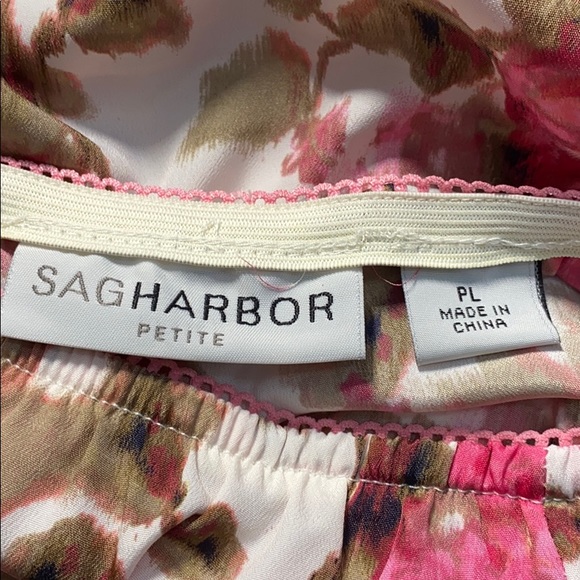 SAGHARBOR
PETITE
PL
MADE IN
CHINA